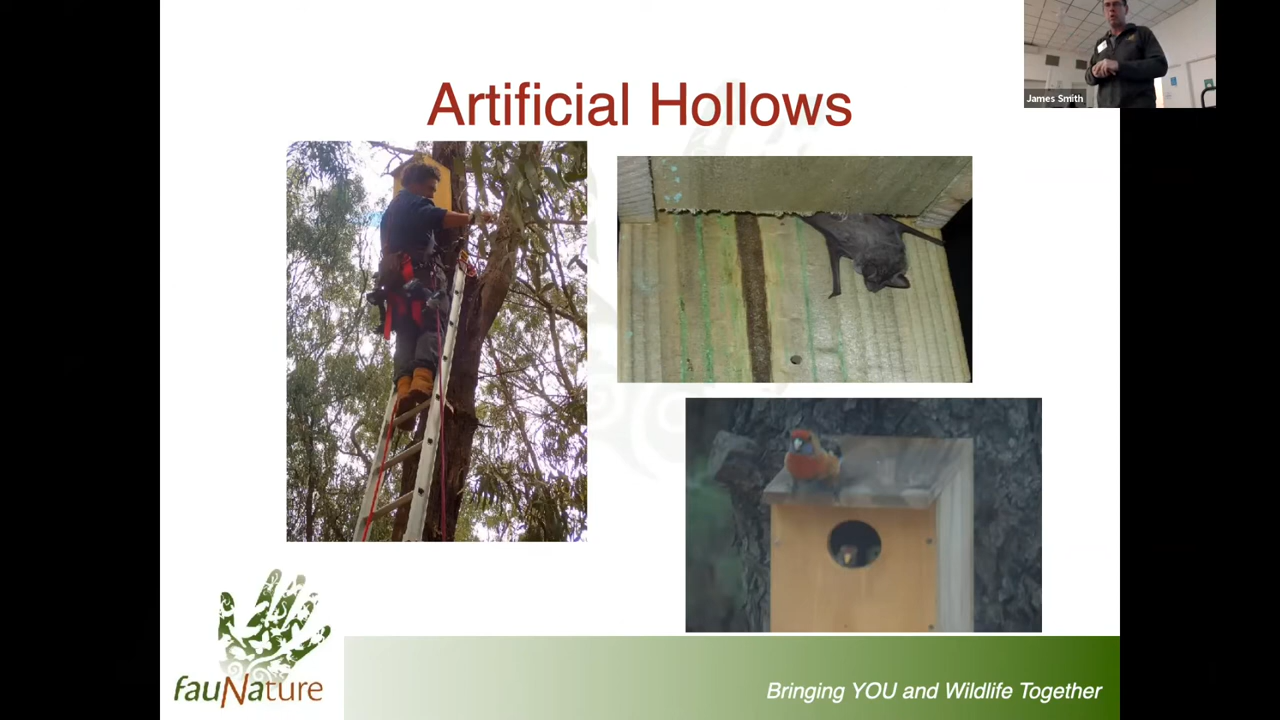 James Smith
Artificial Hollows
fauNature
Bringing YOU and Wildlife Together